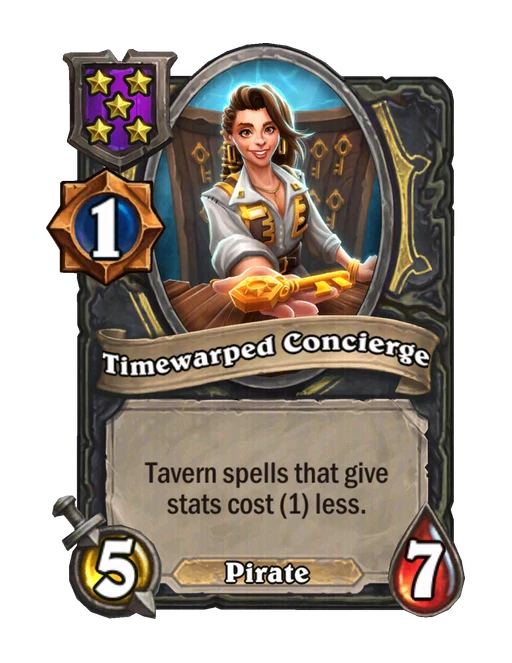 1
Timewarped Concierge
Tavern spells that give
stats cost (1) less.
5
Pirate
7